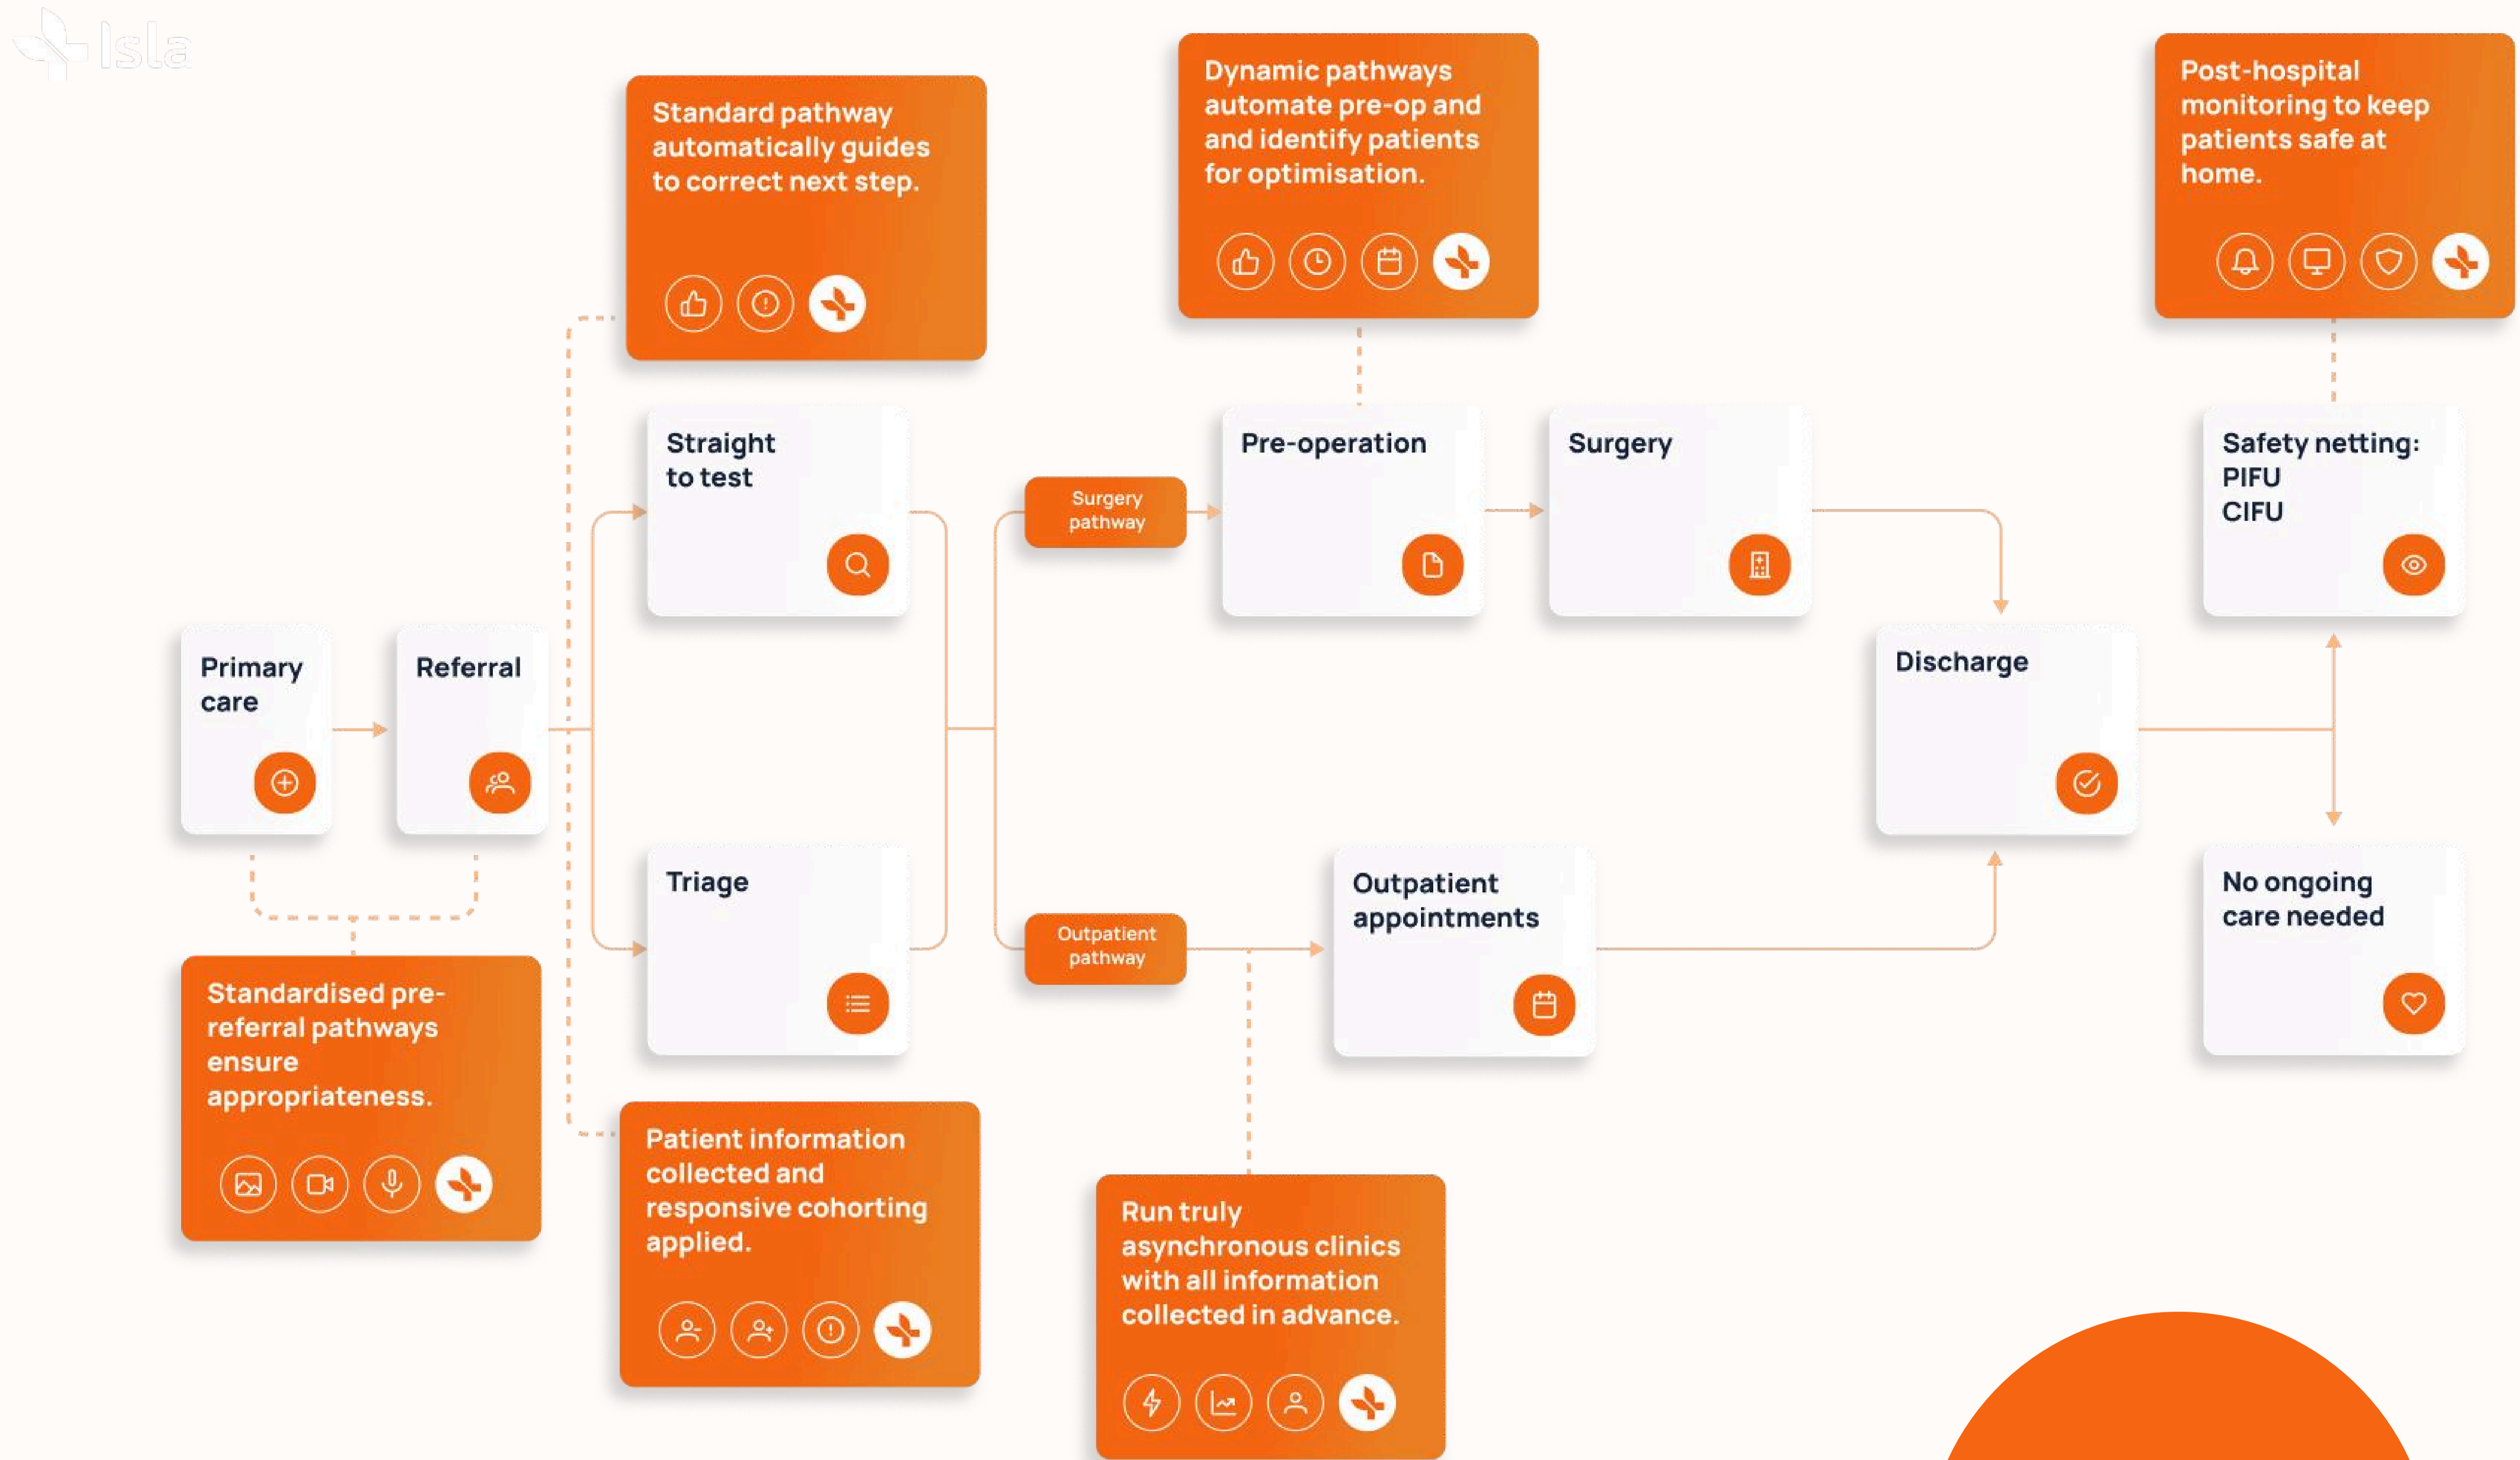 Isla
Standard pathway
automatically guides
to correct next step.
Dynamic pathways
automate pre-op and
and identify patients
for optimisation.
Post-hospital
monitoring to keep
patients safe at
home.
Straight
to test
Surgery
pathway
Pre-operation
Surgery
Safety netting:
PIFU
CIFU
Primary
care
Referral
Discharge
Triage
Outpatient
pathway
Outpatient
appointments
No ongoing
care needed
Standardised pre-
referral pathways
ensure
appropriateness.
Patient information
collected and
responsive cohorting
applied.
Run truly
asynchronous clinics
with all information
collected in advance.